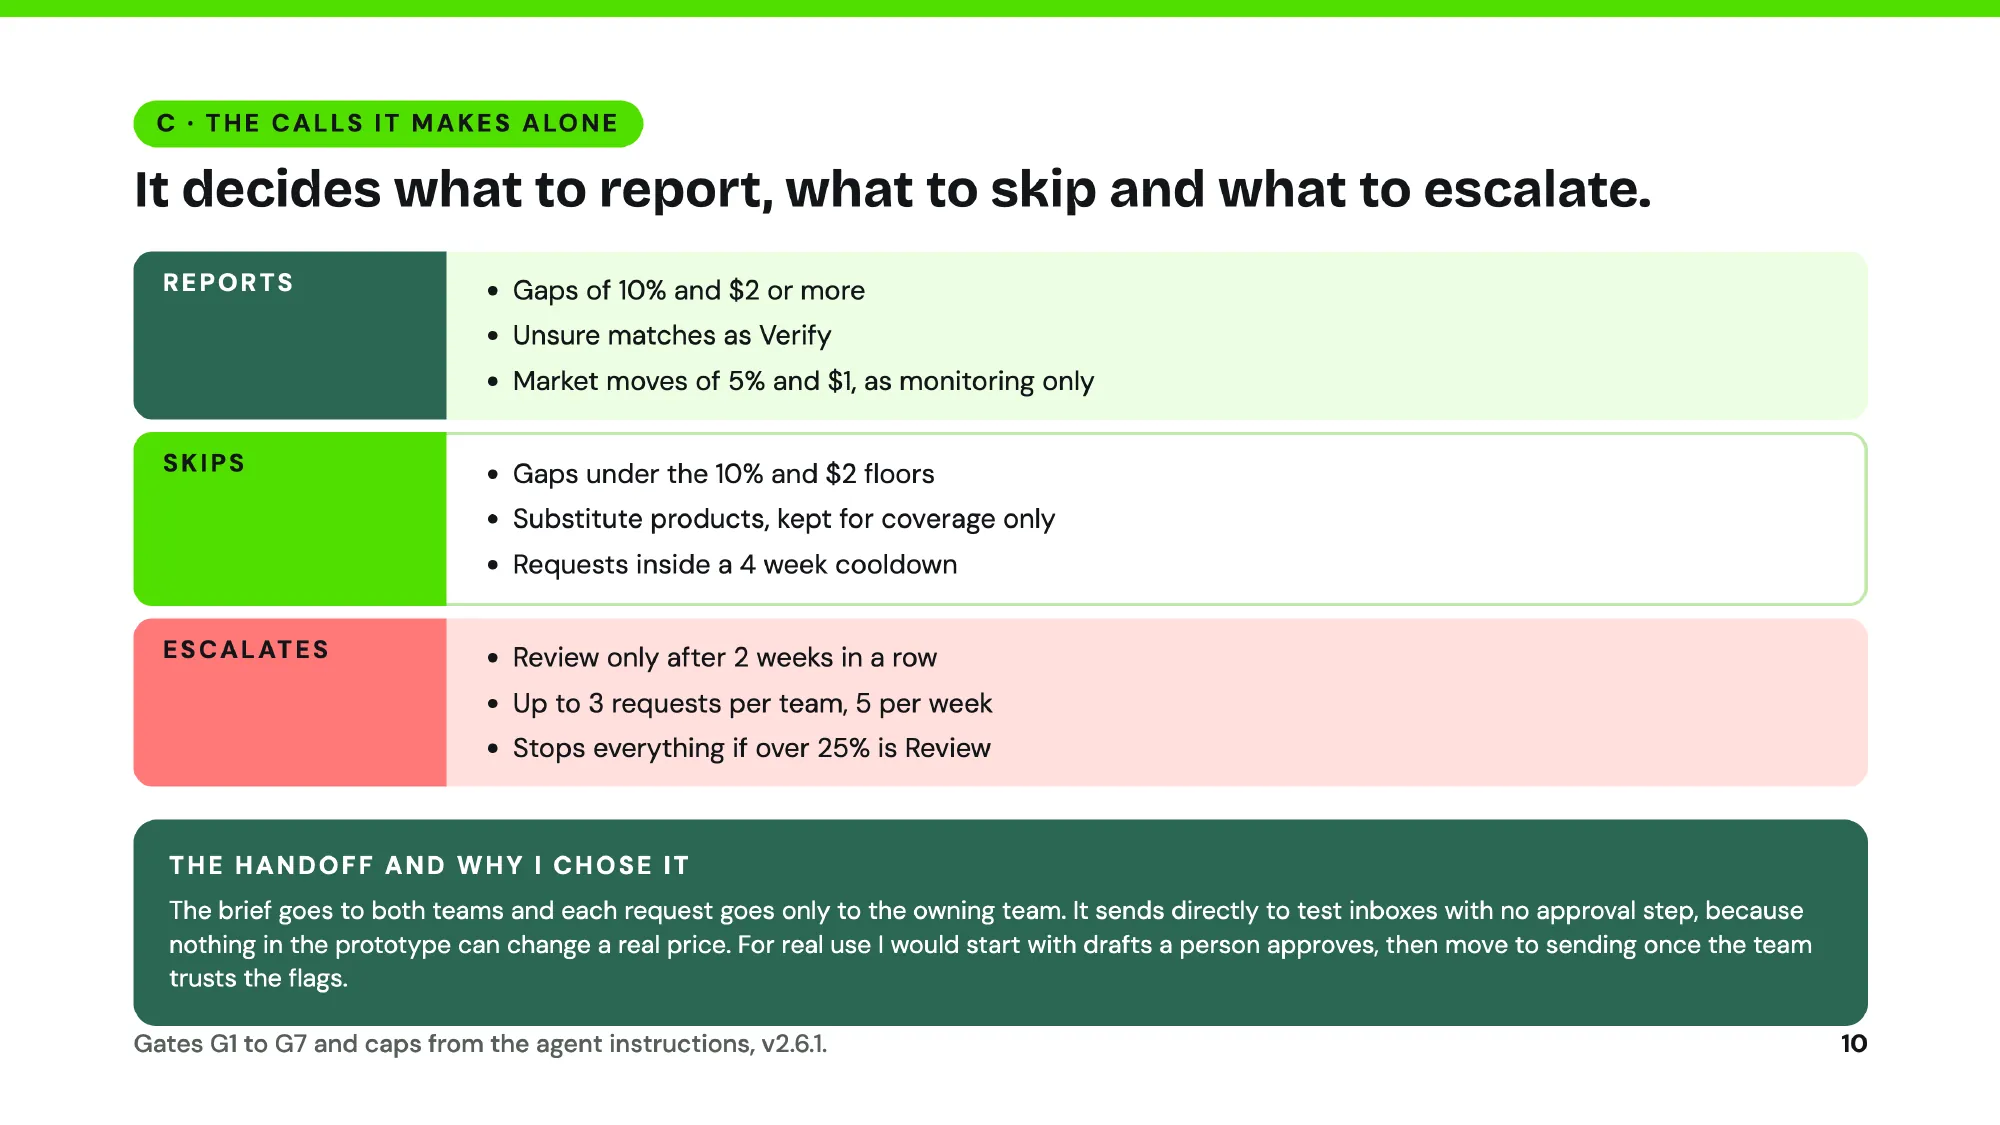 C · THE CALLS IT MAKES ALONE
It decides what to report, what to skip and what to escalate.
REPORTS
• Gaps of 10% and $2 or more
• Unsure matches as Verify
• Market moves of 5% and $1, as monitoring only
SKIPS
• Gaps under the 10% and $2 floors
• Substitute products, kept for coverage only
• Requests inside a 4 week cooldown
ESCALATES
• Review only after 2 weeks in a row
• Up to 3 requests per team, 5 per week
• Stops everything if over 25% is Review
THE HANDOFF AND WHY I CHOSE IT
The brief goes to both teams and each request goes only to the owning team. It sends directly to test inboxes with no approval step, because
nothing in the prototype can change a real price. For real use I would start with drafts a person approves, then move to sending once the team
trusts the flags.
Gates G1 to G7 and caps from the agent instructions, v2.6.1.
10